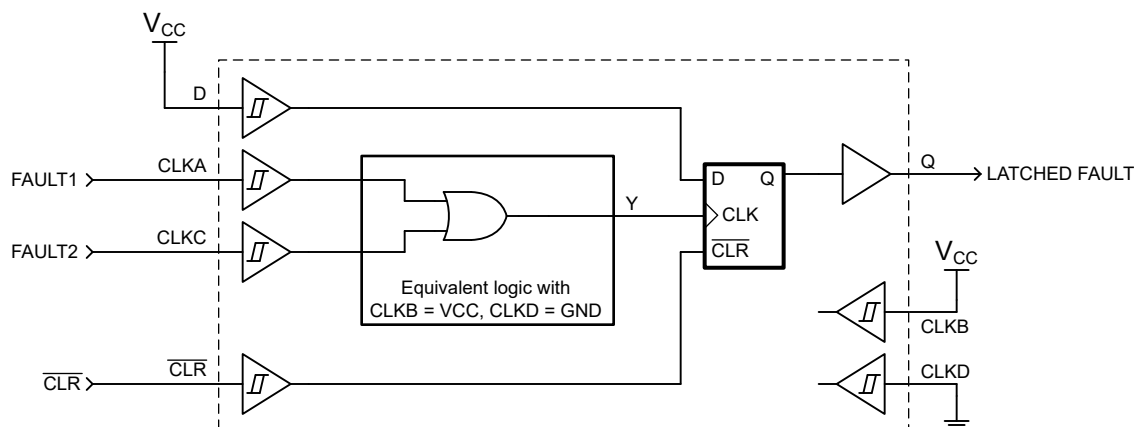 VCC
D
CLKA
FAULT1
CLKC
FAULT2
Y
D Q
CLK
CLR
Q
LATCHED FAULT
Equivalent logic with
CLKB = VCC, CLKD = GND
VCC
CLKB
CLR
CLR
CLKD